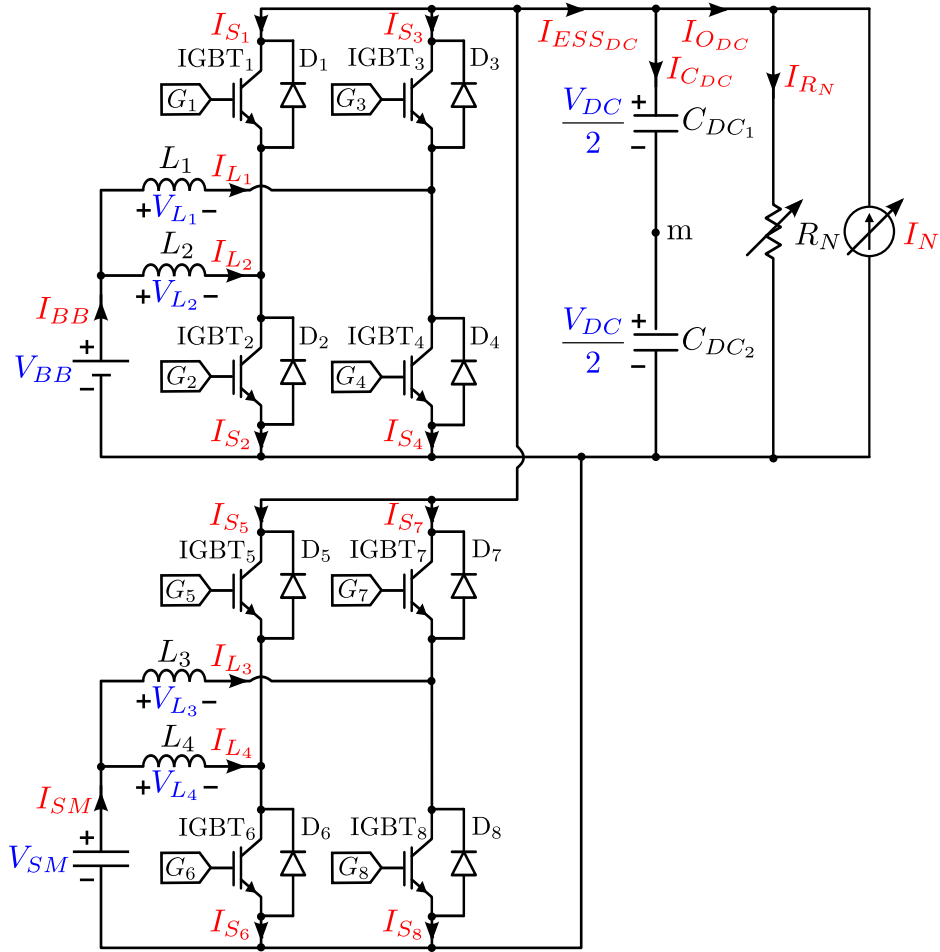 I_{S_1} I_{S_3} I_{ESS_{DC}} I_{O_{DC}}
IGBT_1 D_1 IGBT_3 D_3 I_{C_{DC}} I_{R_N}
G_1 G_3 V_{DC}/2 + − C_{DC_1}
L_1 I_{L_1}
+ V_{L_1} −
L_2 I_{L_2} m R_N I_N
+ V_{L_2} −
I_{BB} IGBT_2 D_2 IGBT_4 D_4
V_{BB} + − G_2 G_4 V_{DC}/2 + − C_{DC_2}
I_{S_2} I_{S_4}
I_{S_5} I_{S_7}
IGBT_5 D_5 IGBT_7 D_7
G_5 G_7
L_3 I_{L_3}
+ V_{L_3} −
L_4 I_{L_4}
+ V_{L_4} −
I_{SM} IGBT_6 D_6 IGBT_8 D_8
V_{SM} + − G_6 G_8
I_{S_6} I_{S_8}